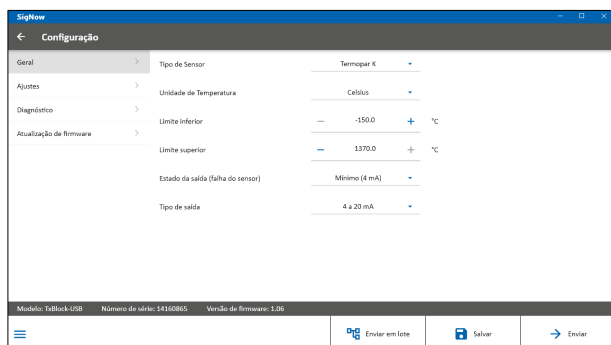 SigNow
Configuração
Geral
Tipo de Sensor Termopar K
Ajustes
Unidade de Temperatura Celsius
Diagnóstico
Limite inferior − -150.0 + °C
Atualização de firmware
Limite superior − 1370.0 + °C
Estado da saída (falha do sensor) Mínimo (4 mA)
Tipo de saída 4 a 20 mA
Modelo: TxBlock-USB Número de série: 14160865 Versão de firmware: 1.06
Enviar em lote Salvar Enviar